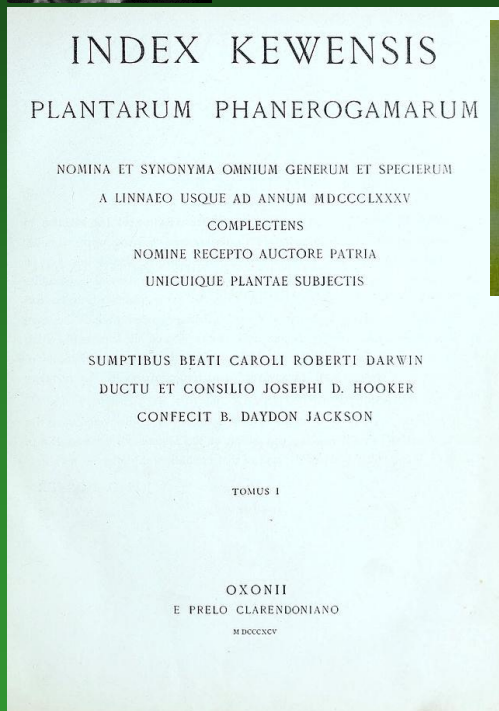 INDEX KEWENSIS
PLANTARUM PHANEROGAMARUM
NOMINA ET SYNONYMA OMNIUM GENERUM ET SPECIERUM
A LINNAEO USQUE AD ANNUM MDCCCLXXXV
COMPLECTENS
NOMINE RECEPTO AUCTORE PATRIA
UNICUIQUE PLANTAE SUBJECTIS
SUMPTIBUS BEATI CAROLI ROBERTI DARWIN
DUCTU ET CONSILIO JOSEPHI D. HOOKER
CONFECIT B. DAYDON JACKSON
TOMUS I
OXONII
E PRELO CLARENDONIANO
MDCCCXCV